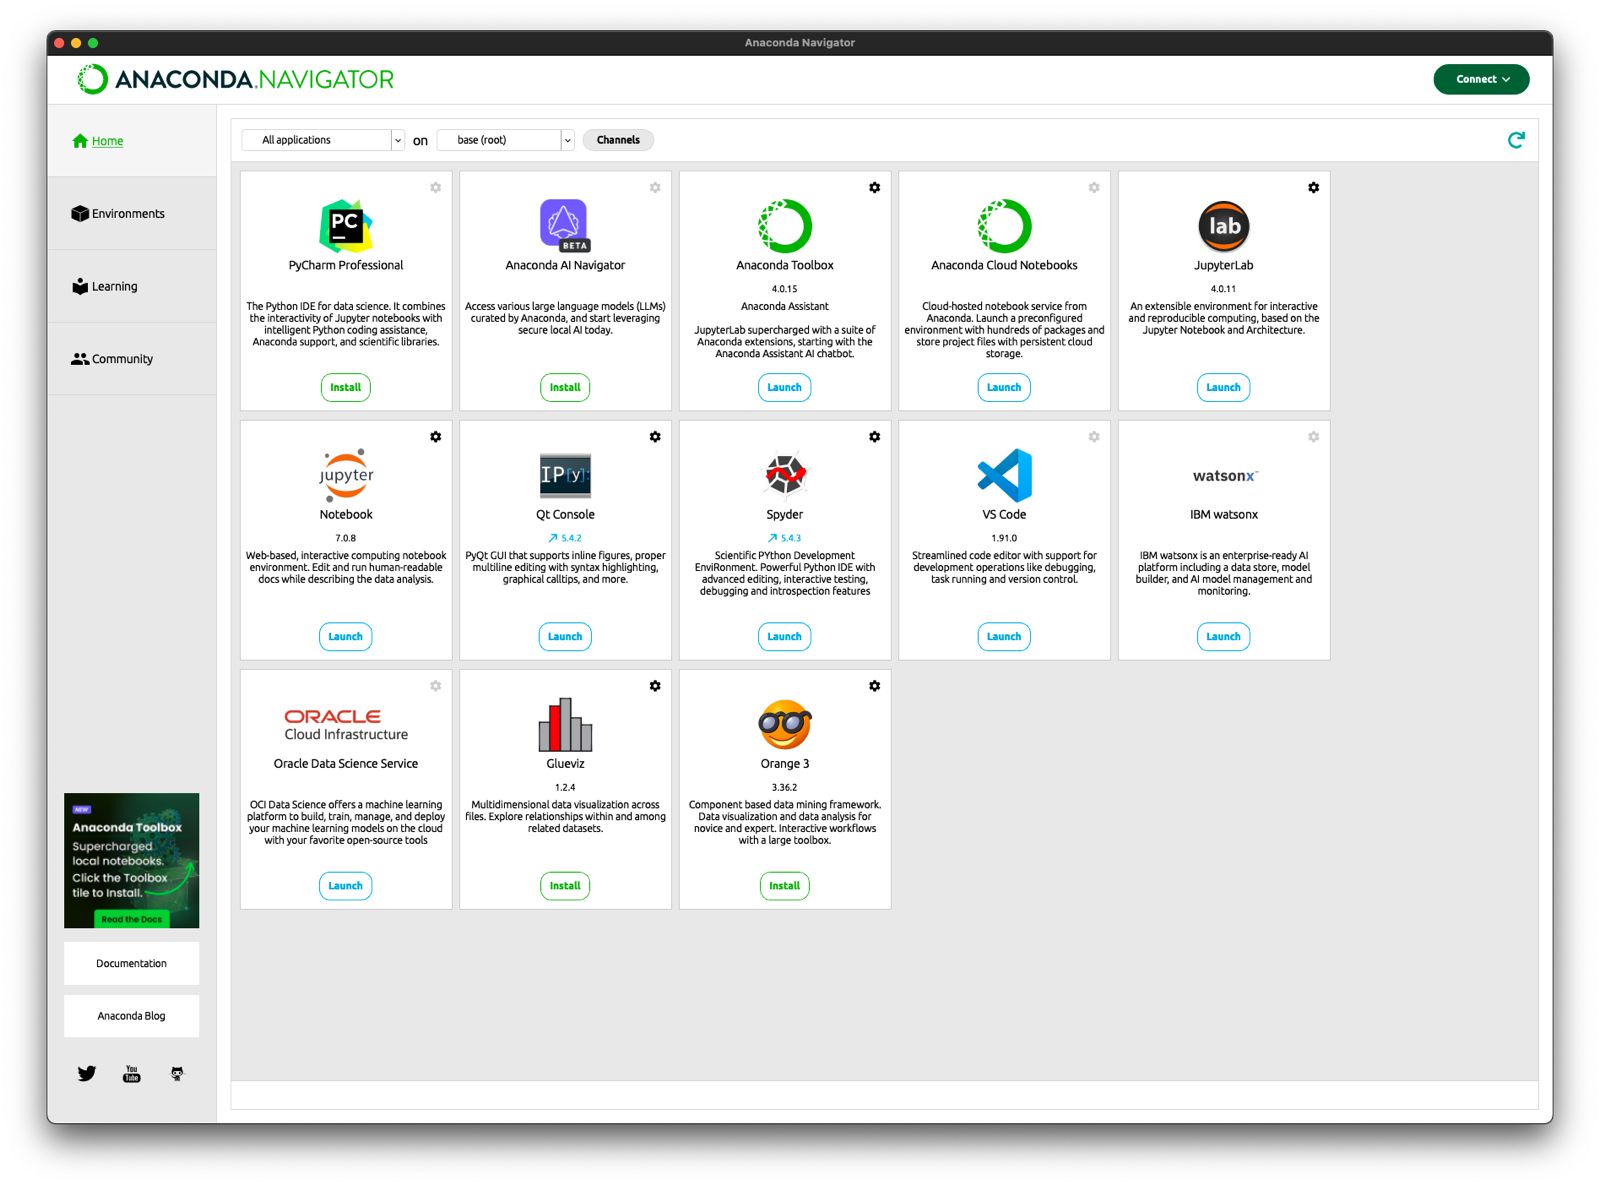 Anaconda Navigator
ANACONDA.NAVIGATOR
Connect
Home
Environments
Learning
Community
All applications
on
base (root)
Channels
PC
PyCharm Professional
The Python IDE for data science. It combines
the interactivity of Jupyter notebooks with
intelligent Python coding assistance,
Anaconda support, and scientific libraries.
Install
BETA
Anaconda AI Navigator
Access various large language models (LLMs)
curated by Anaconda, and start leveraging
secure local AI today.
Install
Anaconda Toolbox
4.0.15
Anaconda Assistant
JupyterLab supercharged with a suite of
Anaconda extensions, starting with the
Anaconda Assistant AI chatbot.
Launch
Anaconda Cloud Notebooks
Cloud-hosted notebook service from
Anaconda. Launch a preconfigured
environment with hundreds of packages and
store project files with persistent cloud
storage.
Launch
lab
JupyterLab
4.0.11
An extensible environment for interactive
and reproducible computing, based on the
Jupyter Notebook and Architecture.
Launch
jupyter
Notebook
7.0.8
Web-based, interactive computing notebook
environment. Edit and run human-readable
docs while describing the data analysis.
Launch
IP[y]:
Qt Console
5.4.2
PyQt GUI that supports inline figures, proper
multiline editing with syntax highlighting,
graphical calltips, and more.
Launch
Spyder
5.4.3
Scientific PYthon Development
EnviRonment. Powerful Python IDE with
advanced editing, interactive testing,
debugging and introspection features
Launch
VS Code
1.91.0
Streamlined code editor with support for
development operations like debugging,
task running and version control.
Launch
watsonx™
IBM watsonx
IBM watsonx is an enterprise-ready AI
platform including a data store, model
builder, and AI model management and
monitoring.
Launch
ORACLE
Cloud Infrastructure
Oracle Data Science Service
OCI Data Science offers a machine learning
platform to build, train, manage, and deploy
your machine learning models on the cloud
with your favorite open-source tools
Launch
Glueviz
1.2.4
Multidimensional data visualization across
files. Explore relationships within and among
related datasets.
Install
Orange 3
3.36.2
Component based data mining framework.
Data visualization and data analysis for
novice and expert. Interactive workflows
with a large toolbox.
Install
NEW
Anaconda Toolbox
Supercharged
local notebooks.
Click the Toolbox
tile to Install.
Read the Docs
Documentation
Anaconda Blog
You
Tube